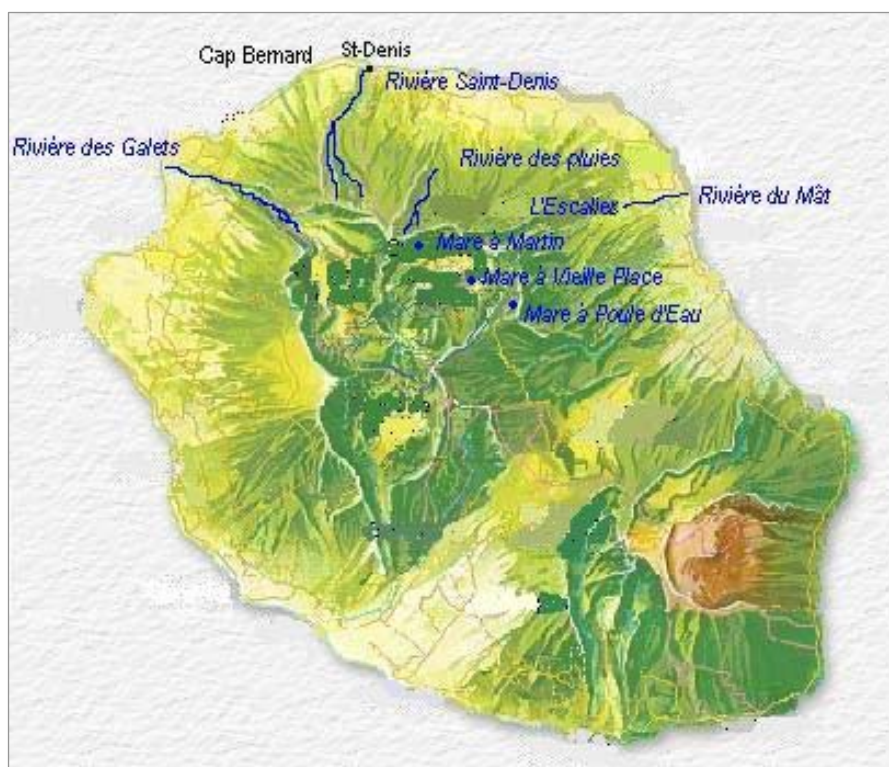 St-Denis
Cap Bernard
Rivière Saint-Denis
Rivière des Galets
Rivière des pluies
Rivière du Mât
L'Escalier
Mare à Martin
Mare à Vieille Place
Mare à Poule d'Eau